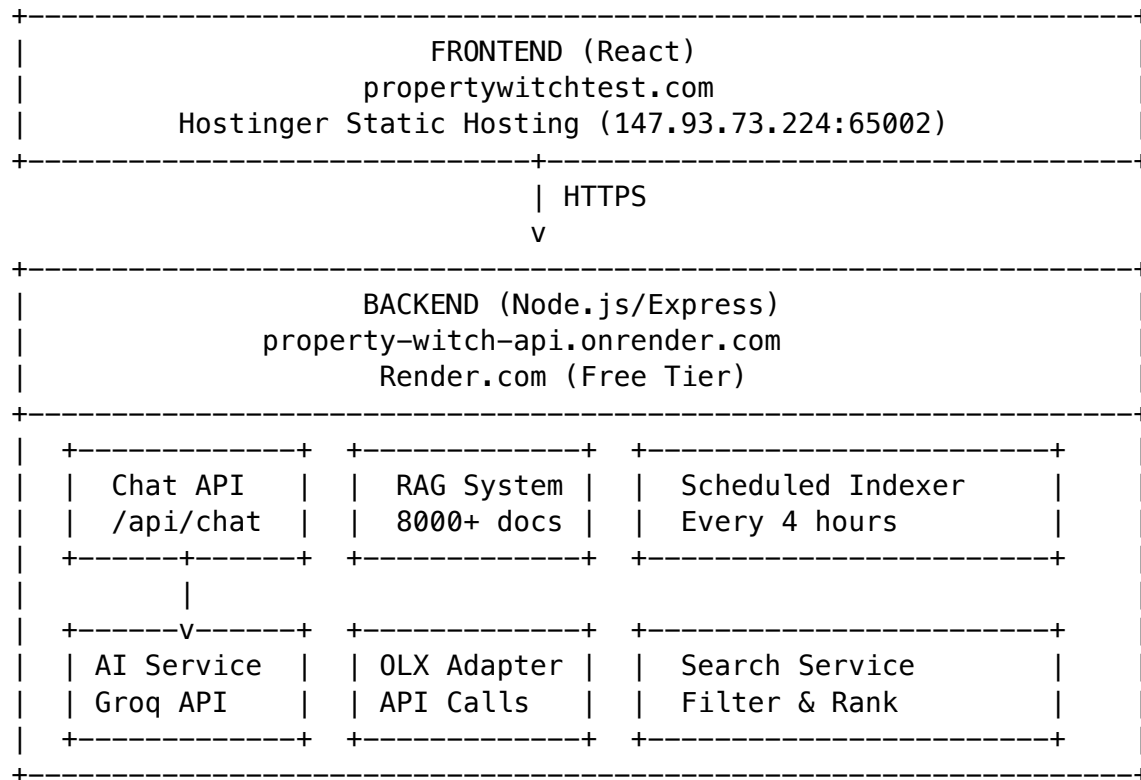 FRONTEND (React)
propertywitchtest.com
Hostinger Static Hosting (147.93.73.224:65002)
HTTPS
v
BACKEND (Node.js/Express)
property-witch-api.onrender.com
Render.com (Free Tier)
Chat API
/api/chat
RAG System
8000+ docs
Scheduled Indexer
Every 4 hours
v
AI Service
Groq API
OLX Adapter
API Calls
Search Service
Filter & Rank